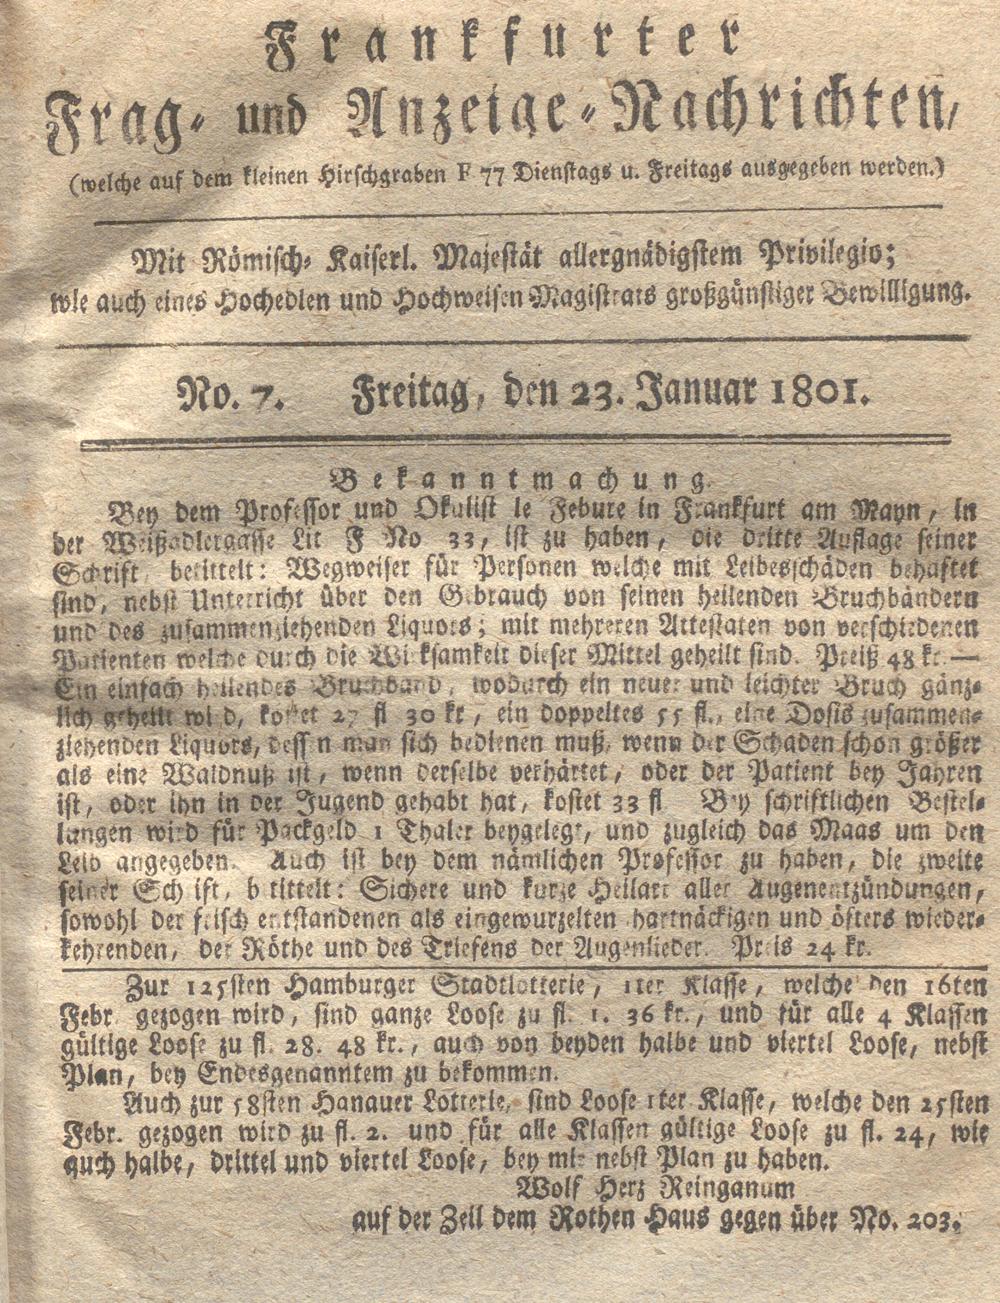 Frankfurter
Frag- und Anzeige-Nachrichten,
(welche auf dem kleinen Hirschgraben F 77 Dienstags u. Freitags ausgegeben werden.)
Mit Römisch-Kaiserl. Majestät allergnädigstem Privilegio;
wie auch eines Hochedlen und Hochweisen Magistrats großgünstiger Bewilligung.
No. 7. Freitag, den 23. Januar 1801.
Bekanntmachung.
Bey dem Professor und Okulist le Febure in Frankfurt am Mayn, in
der Weißadlergasse Lit F No 33, ist zu haben, die dritte Auflage seiner
Schrift betittelt: Wegweiser für Personen welche mit Leibesschäden behaftet
sind, nebst Unterricht über den Gebrauch von seinen heilenden Bruchbändern
und des zusammenziehenden Liquors; mit mehreren Attestaten von verschiedenen
Patienten welche durch die Wirksamkeit dieser Mittel geheilt sind. Preiß 48 kr. —
Ein einfach heilendes Bruchband, wodurch ein neuer und leichter Bruch gänz-
lich geheilt wird, kostet 27 fl 30 kr, ein doppeltes 55 fl., eine Dosis zusammen-
ziehenden Liquors, dessen man sich bedienen muß, wenn der Schaden schon größer
als eine Waldnuß ist, wenn derselbe verhärtet, oder der Patient bey Jahren
ist, oder ihn in der Jugend gehabt hat, kostet 33 fl Bey schriftlichen Bestel-
lungen wird für Packgeld 1 Thaler beygelegt, und zugleich das Maas um den
Leib angegeben. Auch ist bey dem nämlichen Professor zu haben, die zweite
seiner Schrift, betittelt: Sichere und kurze Heilart aller Augenentzündungen,
sowohl der frisch entstandenen als eingewurzelten hartnäckigen und öfters wieder-
kehrenden, der Röthe und des Triefens der Augenlieder. Preis 24 kr.
Zur 125sten Hamburger Stadtlotterie, 1ter Klasse, welche den 16ten
Febr gezogen wird, sind ganze Loose zu fl. 1. 36 kr., und für alle 4 Klassen
gültige Loose zu fl. 28. 48 kr., auch von beyden halbe und viertel Loose, nebst
Plan, bey Endesgenanntem zu bekommen.
Auch zur 58sten Hanauer Lotterie, sind Loose 1ter Klasse, welche den 25sten
Febr. gezogen wird zu fl. 2. und für alle Klassen gültige Loose zu fl. 24, wie
auch halbe, drittel und viertel Loose, bey mir nebst Plan zu haben.
Wolf Herz Reinganum
auf der Zeil dem Rothen Haus gegen über No. 203.